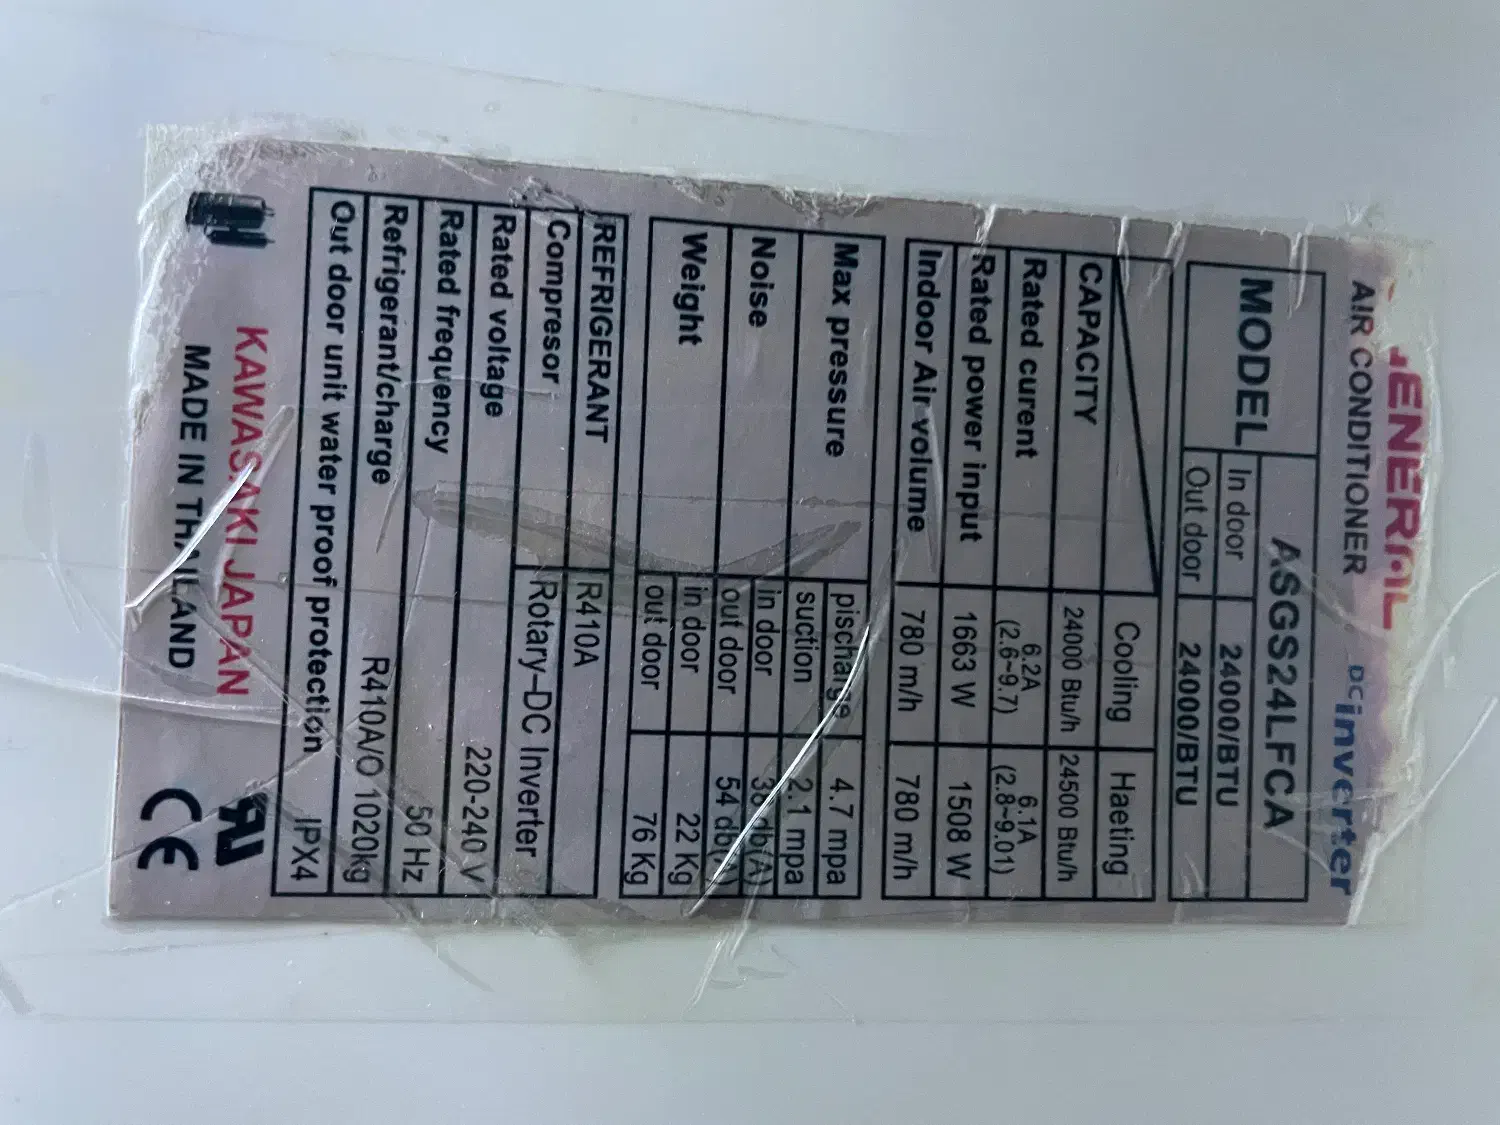 GENERAL
AIR CONDITIONER DC inverter
MODEL ASGS24LFCA
In door 24000/BTU
Out door 24000/BTU
Cooling Haeting
CAPACITY 24000 Btu/h 24500 Btu/h
Rated curent 6.2A (2.6~9.7) 6.1A (2.8~9.01)
Rated power input 1663 W 1508 W
Indoor Air volume 780 m/h 780 m/h
Max pressure pischarge 4.7 mpa
suction 2.1 mpa
Noise in door 38 db(A)
out door 54 db(A)
Weight in door 22 Kg
out door 76 Kg
REFRIGERANT R410A
Compresor Rotary-DC Inverter
Rated voltage 220-240 V
Rated frequency 50 Hz
Refrigerant/charge R410A/O 1020kg
Out door unit water proof protection IPX4
KAWASAKI JAPAN
MADE IN THAILAND
CE